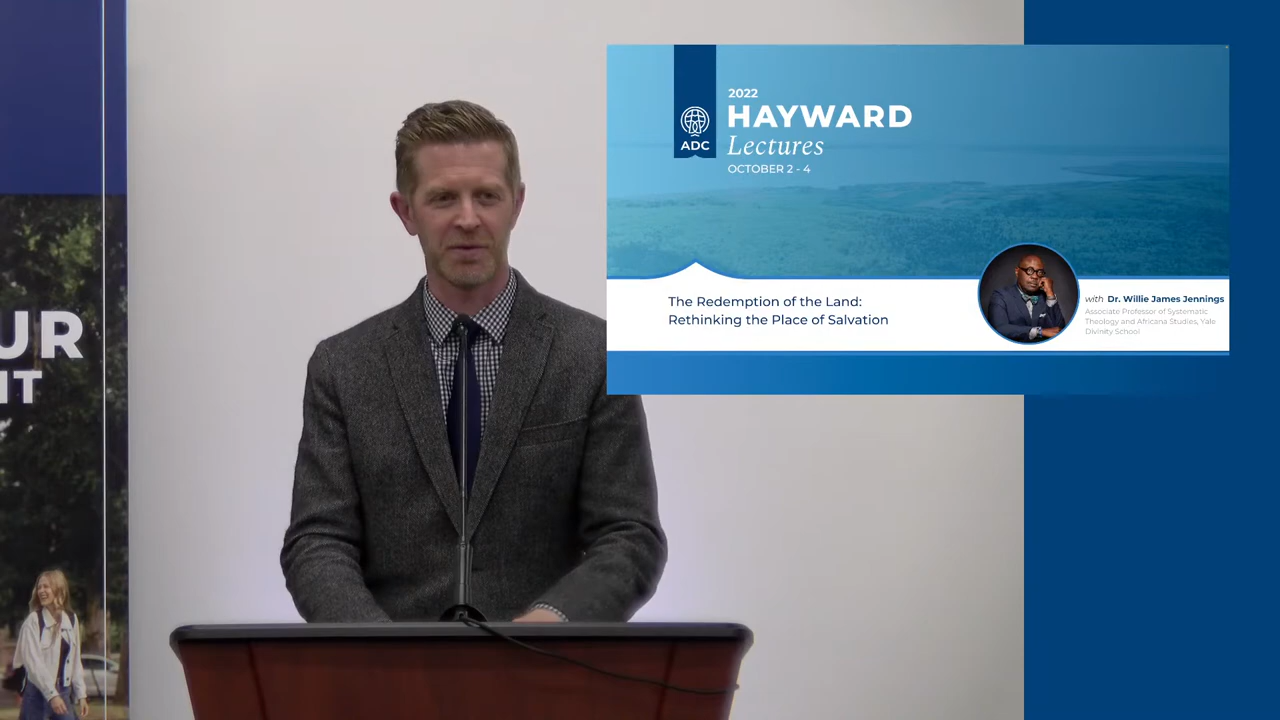 UR
IT
2022
HAYWARD
Lectures
ADC
OCTOBER 2 - 4
The Redemption of the Land:
Rethinking the Place of Salvation
with Dr. Willie James Jennings
Associate Professor of Systematic
Theology and Africana Studies, Yale
Divinity School